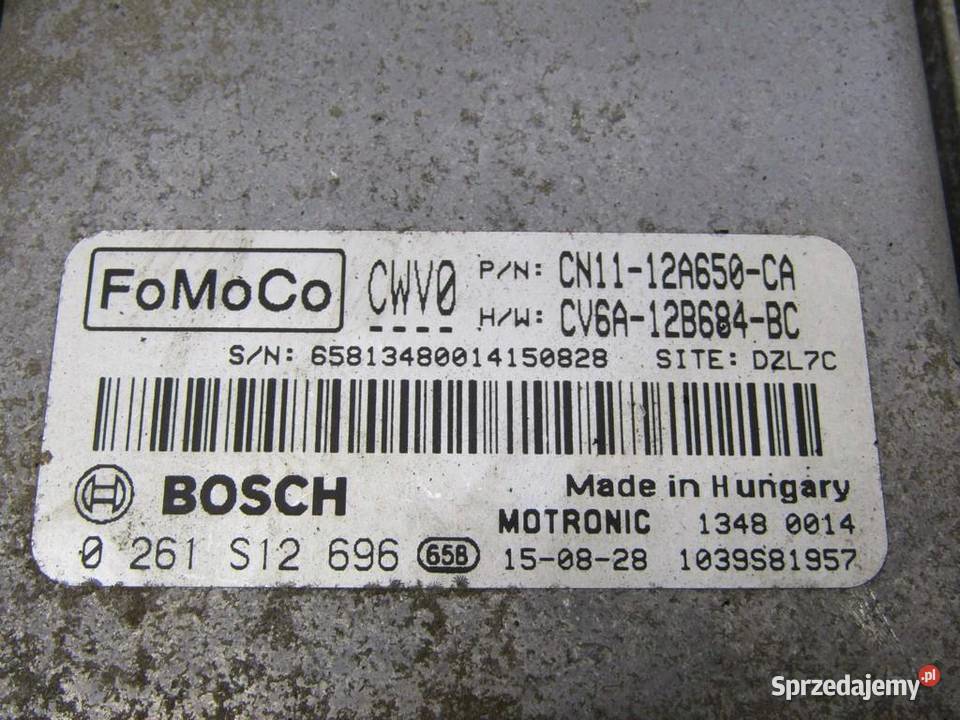 FoMoCo CWV0 P/N: CN11-12A650-CA
H/W: CV6A-12B684-BC
S/N: 65813480014150828 SITE: DZL7C
BOSCH Made in Hungary
MOTRONIC 1348 0014
0 261 S12 696 65B 15-08-28 1039S81957
Sprzedajemy.pl